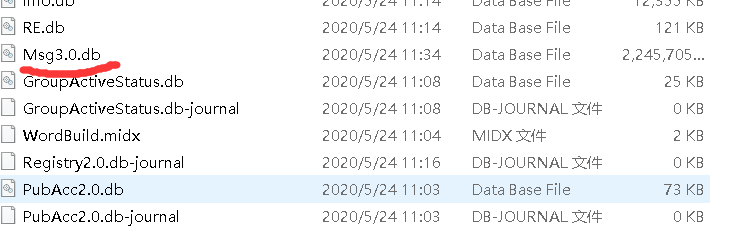 Info.db 2020/5/24 11:14 Data Base File 12,355 KB
RE.db 2020/5/24 11:14 Data Base File 121 KB
Msg3.0.db 2020/5/24 11:34 Data Base File 2,245,705...
GroupActiveStatus.db 2020/5/24 11:08 Data Base File 25 KB
GroupActiveStatus.db-journal 2020/5/24 11:08 DB-JOURNAL 文件 0 KB
WordBuild.midx 2020/5/24 11:04 MIDX 文件 2 KB
Registry2.0.db-journal 2020/5/24 11:16 DB-JOURNAL 文件 0 KB
PubAcc2.0.db 2020/5/24 11:03 Data Base File 73 KB
PubAcc2.0.db-journal 2020/5/24 11:03 DB-JOURNAL 文件 0 KB